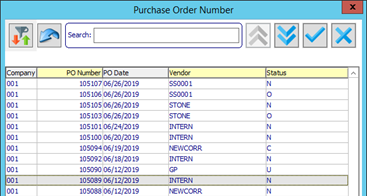 Purchase Order Number
Search:
Company PO Number PO Date Vendor Status
001 105107 06/26/2019 SS0001 N
001 105106 06/26/2019 SS0001 O
001 105105 06/26/2019 STONE N
001 105103 06/26/2019 STONE O
001 105101 06/24/2019 INTERN N
001 105100 06/20/2019 INTERN N
001 105094 06/19/2019 NEWCORR C
001 105092 06/18/2019 INTERN N
001 105090 06/12/2019 GP U
001 105089 06/12/2019 INTERN N
001 105088 06/12/2019 NEWCORR N